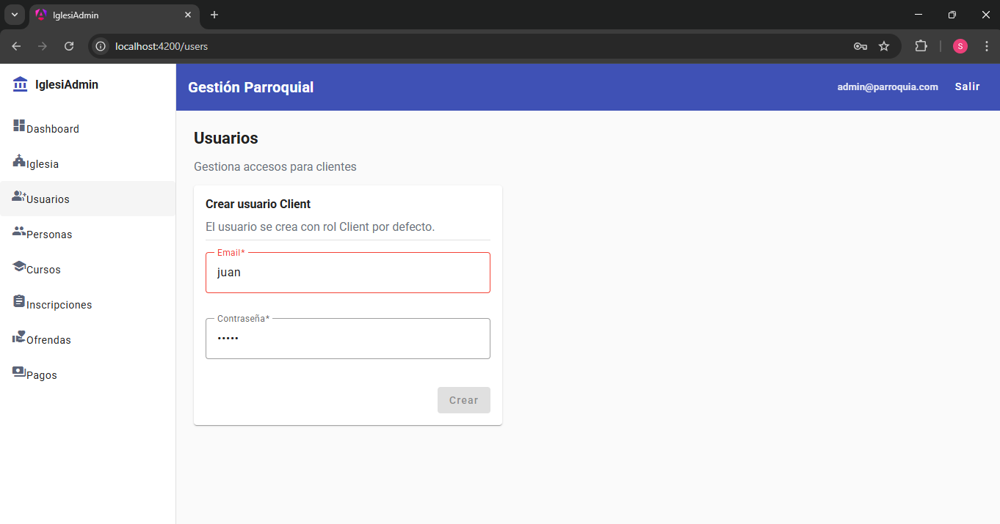 IglesiAdmin
localhost:4200/users
S
IglesiAdmin
Gestión Parroquial
admin@parroquia.com
Salir
Dashboard
Iglesia
Usuarios
Personas
Cursos
Inscripciones
Ofrendas
Pagos
Usuarios
Gestiona accesos para clientes
Crear usuario Client
El usuario se crea con rol Client por defecto.
Email*
juan
Contraseña*
•••••
Crear